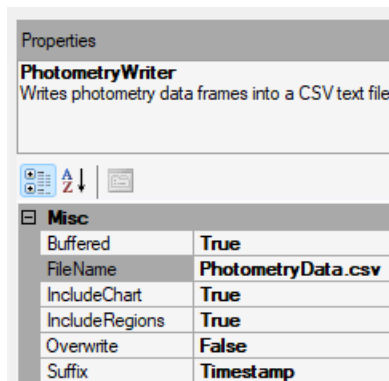 Properties
PhotometryWriter
Writes photometry data frames into a CSV text file
A
Z
Misc
Buffered True
FileName PhotometryData.csv
IncludeChart True
IncludeRegions True
Overwrite False
Suffix Timestamp